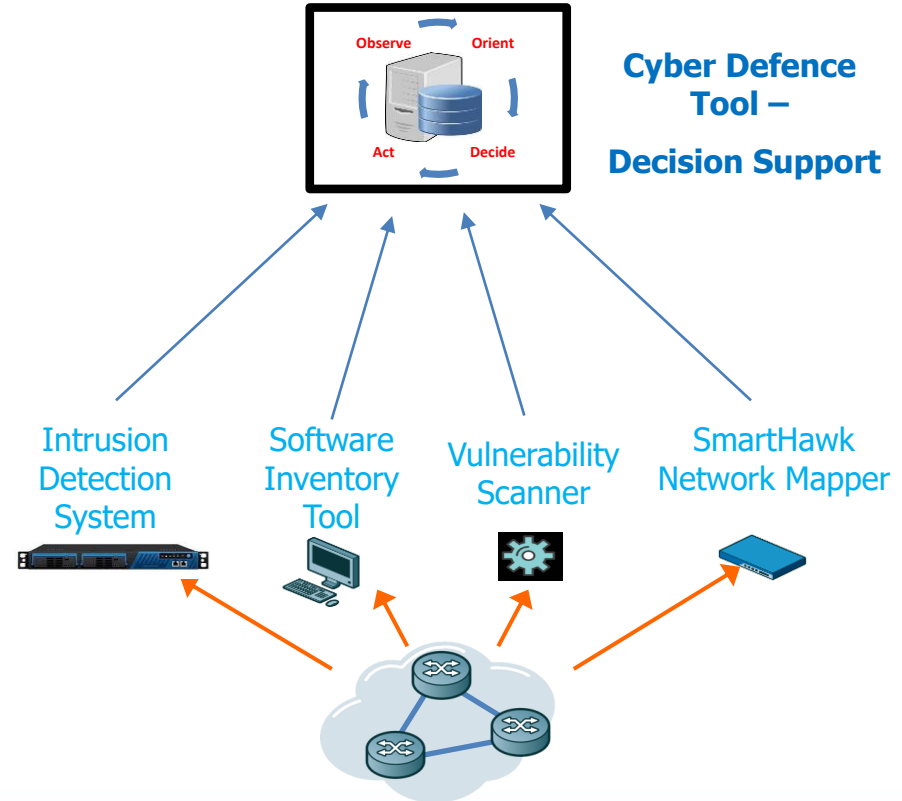 Observe
Orient
Act
Decide
Cyber Defence
Tool –
Decision Support
Intrusion
Detection
System
Software
Inventory
Tool
Vulnerability
Scanner
SmartHawk
Network Mapper